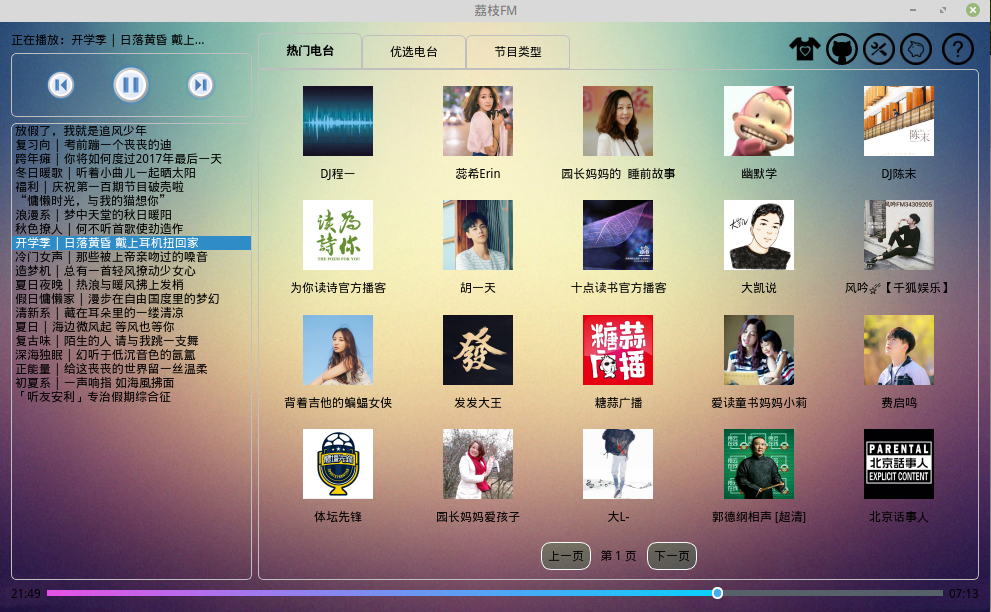 荔枝FM
正在播放：开学季 | 日落黄昏 戴上...
热门电台
优选电台
节目类型
放假了，我就是追风少年
复习向 | 考前蹦一个丧丧的迪
跨年瘫 | 你将如何度过2017年最后一天
冬日暖歌 | 听着小曲儿一起晒太阳
福利 | 庆祝第一百期节目破壳啦
“慵懒时光，与我的猫想你”
浪漫系 | 梦中天堂的秋日暖阳
秋色撩人 | 何不听首歌使劲造作
开学季 | 日落黄昏 戴上耳机扭回家
冷门女声 | 那些被上帝亲吻过的嗓音
造梦机 | 总有一首轻风撩动少女心
夏日夜晚 | 热浪与暖风拂上发梢
假日慵懒家 | 漫步在自由国度里的梦幻
清新系 | 藏在耳朵里的一缕清凉
夏日 | 海边微风起 等风也等你
复古味 | 陌生的人 请与我跳一支舞
深海独眠 | 幻听于低沉音色的氤氲
正能量 | 给这丧丧的世界留一丝温柔
初夏系 | 一声响指 如海風拂面
「听友安利」专治假期综合征
陈末
DJ程一
蕊希Erin
园长妈妈的 睡前故事
幽默学
DJ陈末
读诗
为你
THE POEMS FOR YOU
风吟FM34309205
为你读诗官方播客
胡一天
十点读书官方播客
大凯说
风吟🎸【千狐娱乐】
發
糖蒜广播
背着吉他的蝙蝠女侠
发发大王
糖蒜广播
爱读童书妈妈小莉
费启鸣
体坛先锋
PARENTAL
北京話事人
EXPLICIT CONTENT
体坛先锋
园长妈妈爱孩子
大L-
郭德纲相声 [超清]
北京话事人
上一页
第 1 页
下一页
21:49
07:13